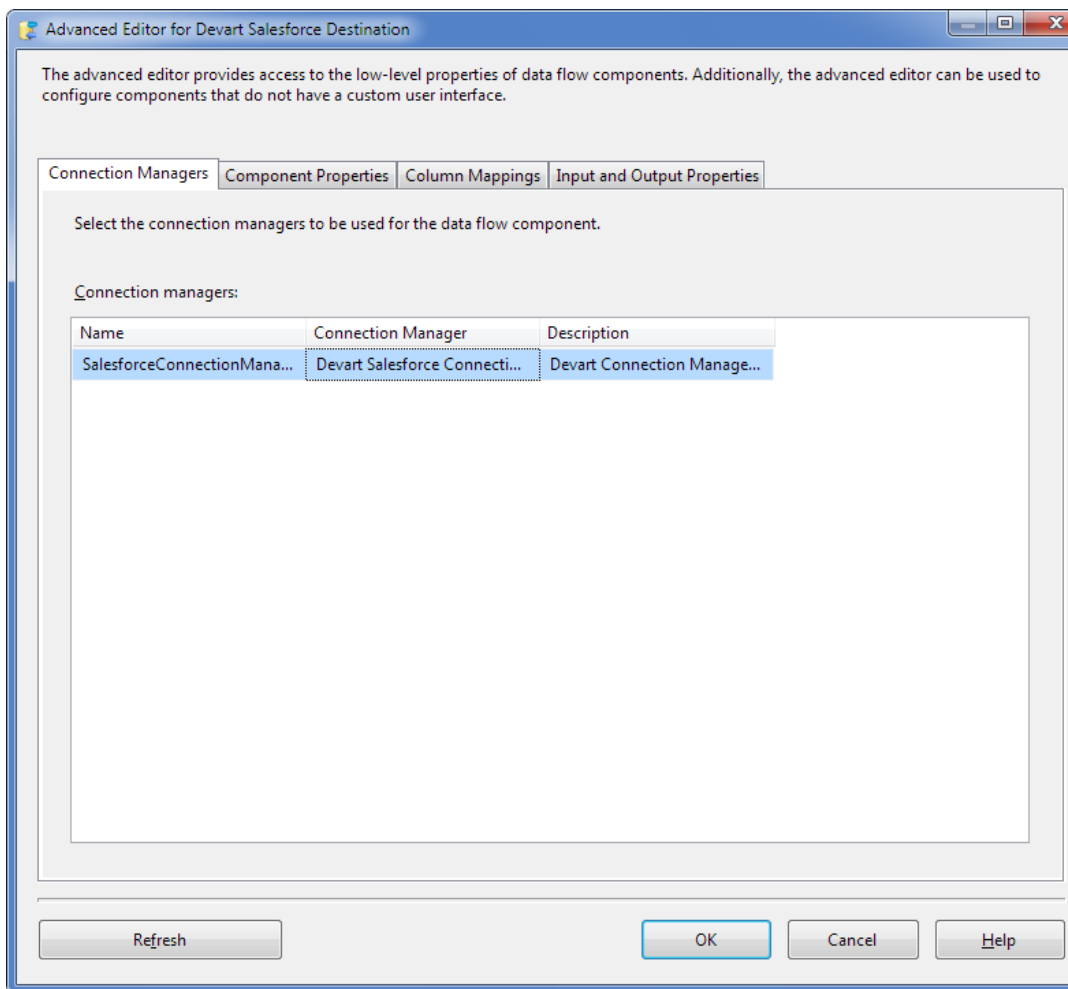 Advanced Editor for Devart Salesforce Destination
The advanced editor provides access to the low-level properties of data flow components. Additionally, the advanced editor can be used to
configure components that do not have a custom user interface.
Connection Managers Component Properties Column Mappings Input and Output Properties
Select the connection managers to be used for the data flow component.
Connection managers:
Name Connection Manager Description
SalesforceConnectionMana... Devart Salesforce Connecti... Devart Connection Manage...
Refresh OK Cancel Help